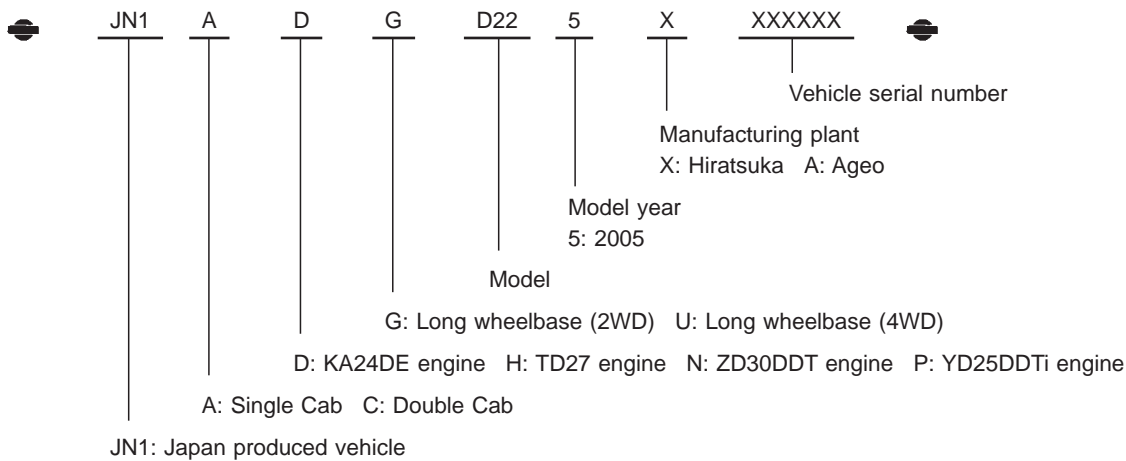 JN1 A D G D22 5 X XXXXXX
Vehicle serial number
Manufacturing plant
X: Hiratsuka A: Ageo
Model year
5: 2005
Model
G: Long wheelbase (2WD) U: Long wheelbase (4WD)
D: KA24DE engine H: TD27 engine N: ZD30DDT engine P: YD25DDTi engine
A: Single Cab C: Double Cab
JN1: Japan produced vehicle